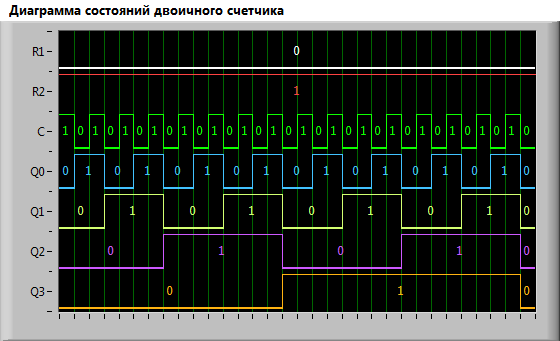 Диаграмма состояний двоичного счетчика
R1 0
R2 1
C 1 0 1 0 1 0 1 0 1 0 1 0 1 0 1 0 1 0 1 0 1 0 1 0 1 0 1 0 1 0 1 0
Q0 0 1 0 1 0 1 0 1 0 1 0 1 0 1 0 1 0
Q1 0 1 0 1 0 1 0 1 0
Q2 0 1 0 1 0
Q3 0 1 0